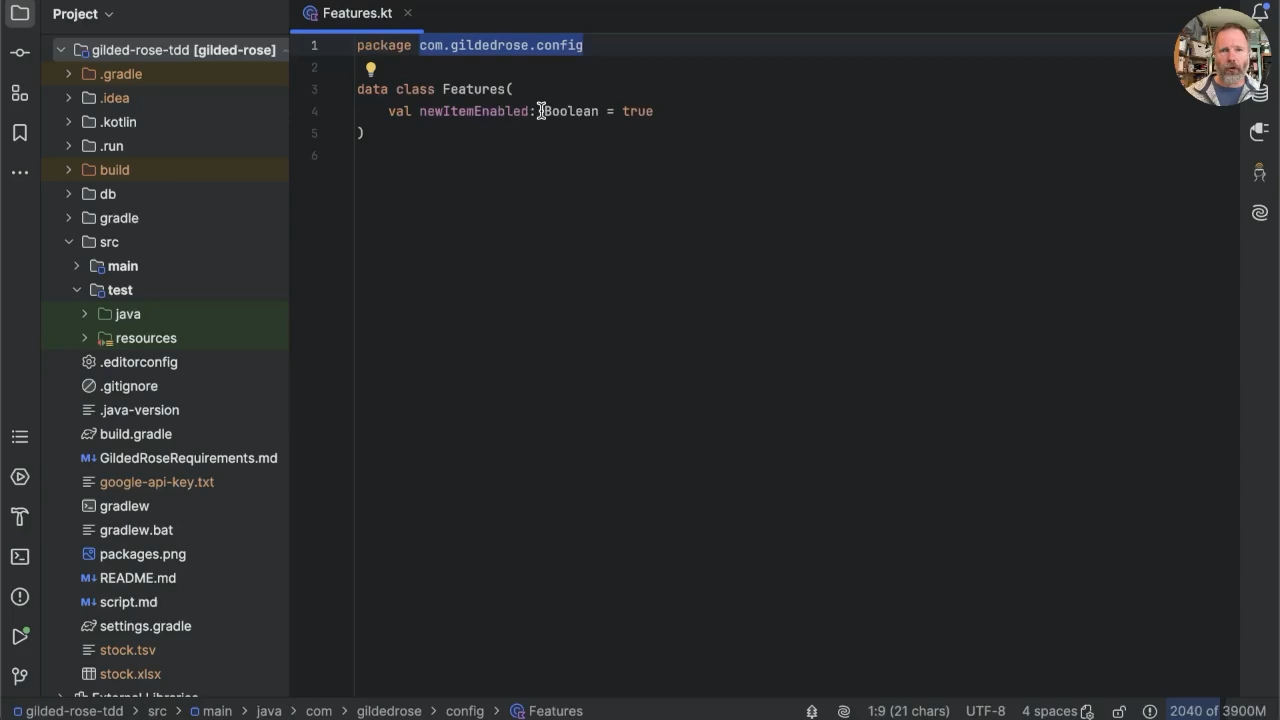 Project
Features.kt
gilded-rose-tdd [gilded-rose]
.gradle
.idea
.kotlin
.run
build
db
gradle
src
main
test
java
resources
.editorconfig
.gitignore
.java-version
build.gradle
GildedRoseRequirements.md
google-api-key.txt
gradlew
gradlew.bat
packages.png
README.md
script.md
settings.gradle
stock.tsv
stock.xlsx
External Libraries
1 package com.gildedrose.config
2
3 data class Features(
4 val newItemEnabled: Boolean = true
5 )
6
gilded-rose-tdd > src > main > java > com > gildedrose > config > Features
1:9 (21 chars) UTF-8 4 spaces 2040 of 3900M